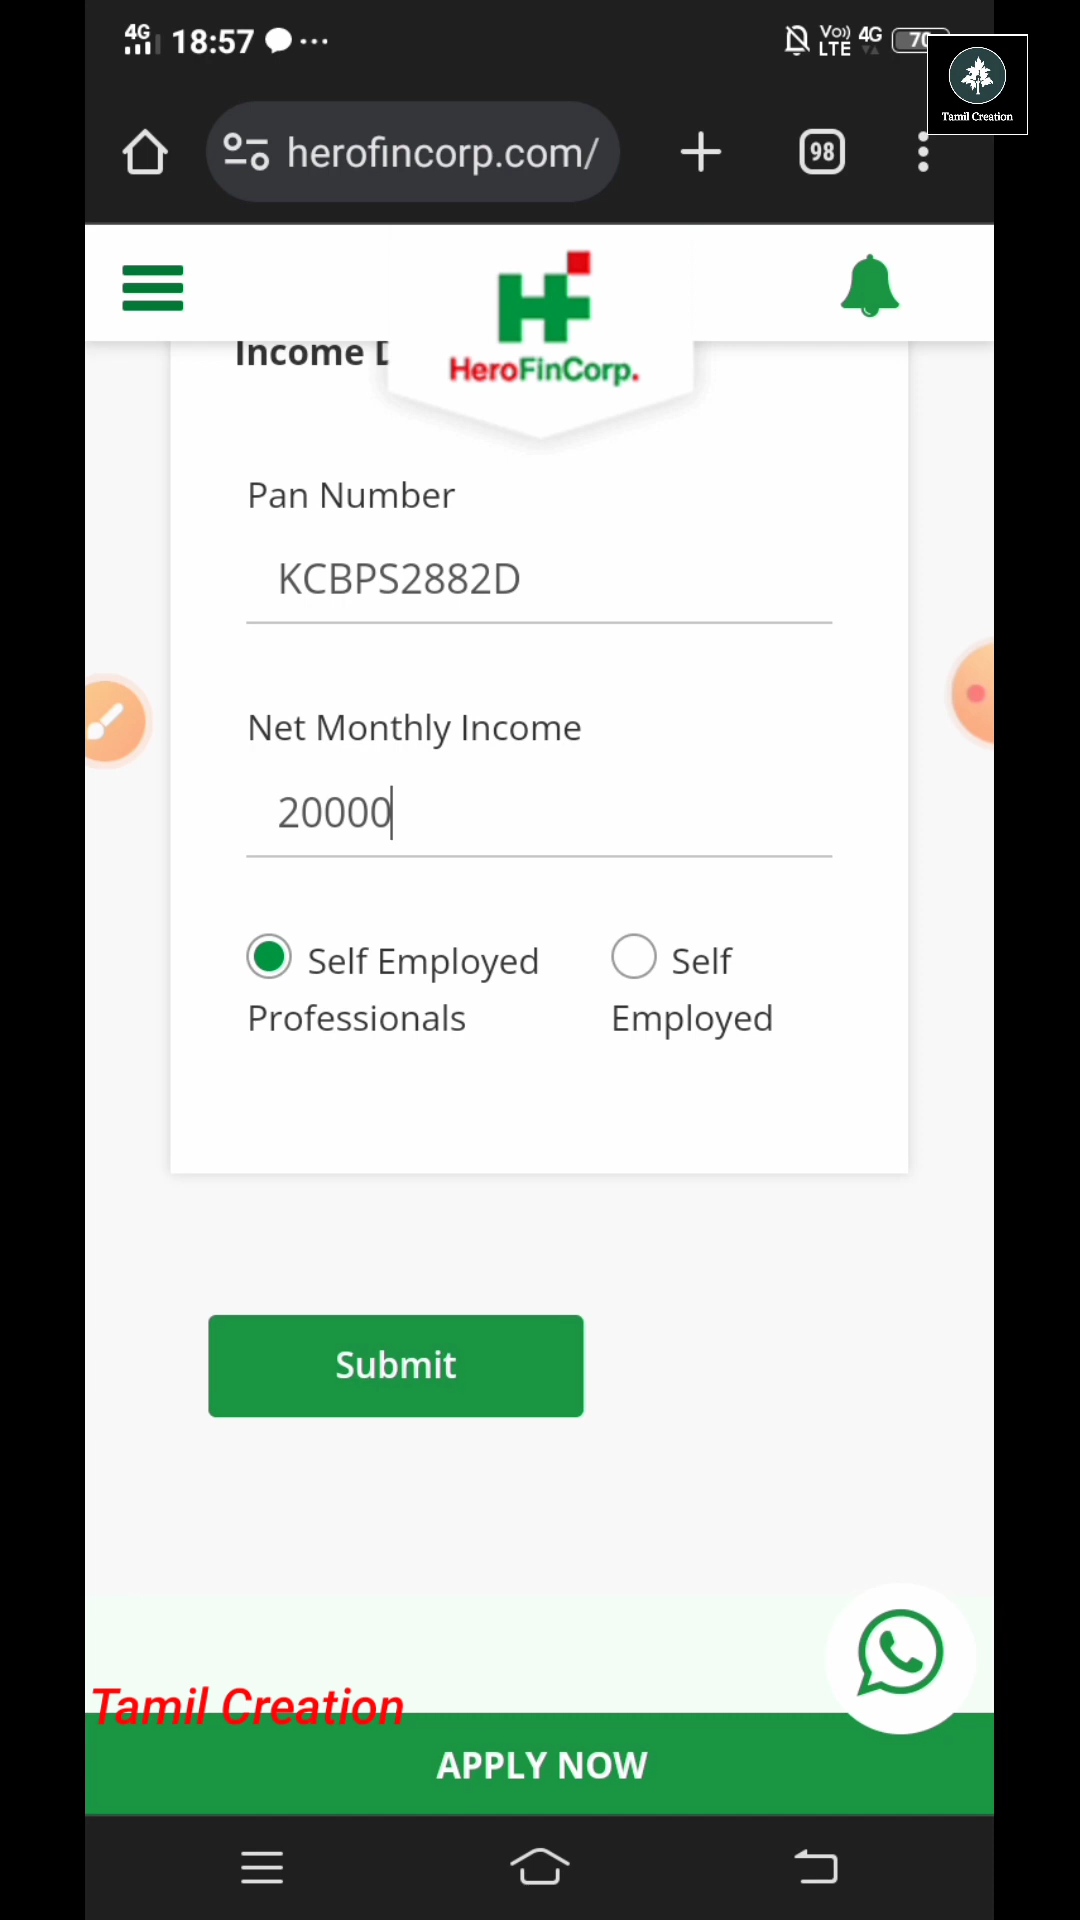 4G 18:57 ...
Vo)) LTE 4G 70
Tamil Creation
herofincorp.com/
98
HeroFinCorp.
Income
Pan Number
KCBPS2882D
Net Monthly Income
20000
Self Employed Professionals
Self Employed
Submit
Tamil Creation
APPLY NOW